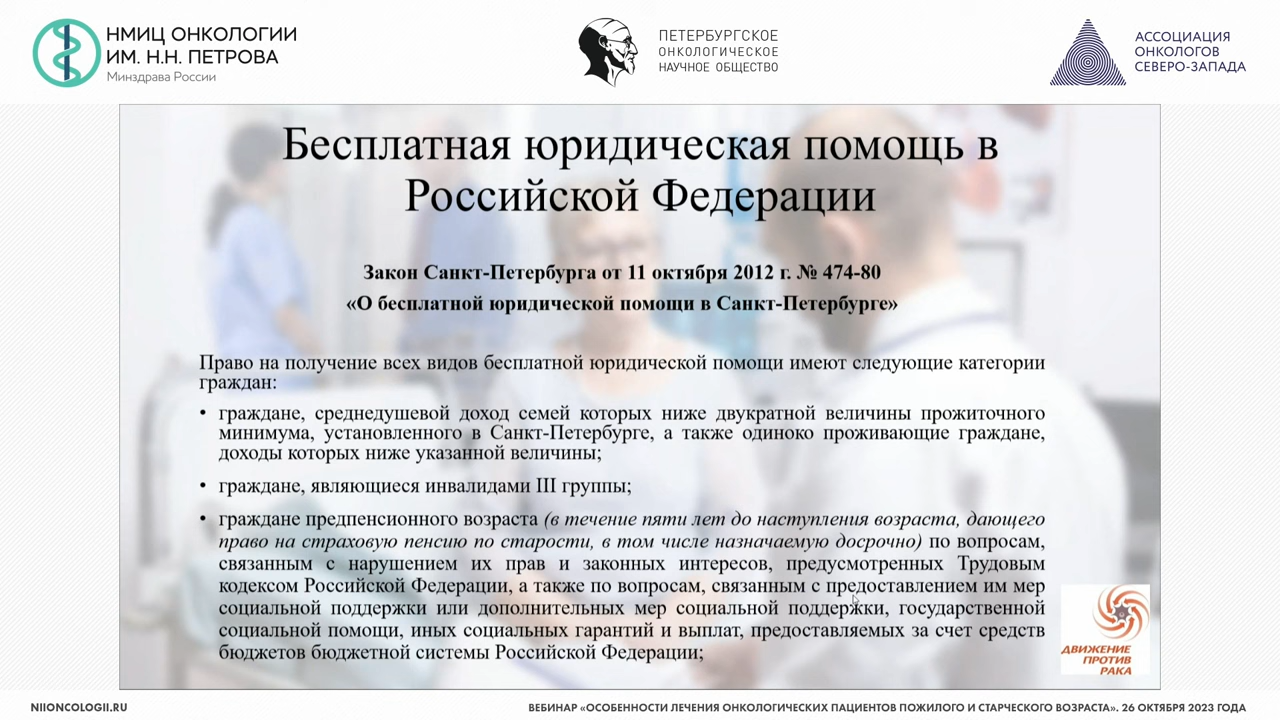 НМИЦ ОНКОЛОГИИ
ИМ. Н.Н. ПЕТРОВА
Минздрава России
ПЕТЕРБУРГСКОЕ
ОНКОЛОГИЧЕСКОЕ
НАУЧНОЕ ОБЩЕСТВО
АССОЦИАЦИЯ
ОНКОЛОГОВ
СЕВЕРО-ЗАПАДА
Бесплатная юридическая помощь в
Российской Федерации
Закон Санкт-Петербурга от 11 октября 2012 г. № 474-80
«О бесплатной юридической помощи в Санкт-Петербурге»
Право на получение всех видов бесплатной юридической помощи имеют следующие категории
граждан:
• граждане, среднедушевой доход семей которых ниже двукратной величины прожиточного
минимума, установленного в Санкт-Петербурге, а также одиноко проживающие граждане,
доходы которых ниже указанной величины;
• граждане, являющиеся инвалидами III группы;
• граждане предпенсионного возраста (в течение пяти лет до наступления возраста, дающего
право на страховую пенсию по старости, в том числе назначаемую досрочно) по вопросам,
связанным с нарушением их прав и законных интересов, предусмотренных Трудовым
кодексом Российской Федерации, а также по вопросам, связанным с предоставлением им мер
социальной поддержки или дополнительных мер социальной поддержки, государственной
социальной помощи, иных социальных гарантий и выплат, предоставляемых за счет средств
бюджетов бюджетной системы Российской Федерации;
ДВИЖЕНИЕ
ПРОТИВ
РАКА
NIIONCOLOGII.RU
ВЕБИНАР «ОСОБЕННОСТИ ЛЕЧЕНИЯ ОНКОЛОГИЧЕСКИХ ПАЦИЕНТОВ ПОЖИЛОГО И СТАРЧЕСКОГО ВОЗРАСТА». 26 ОКТЯБРЯ 2023 ГОДА